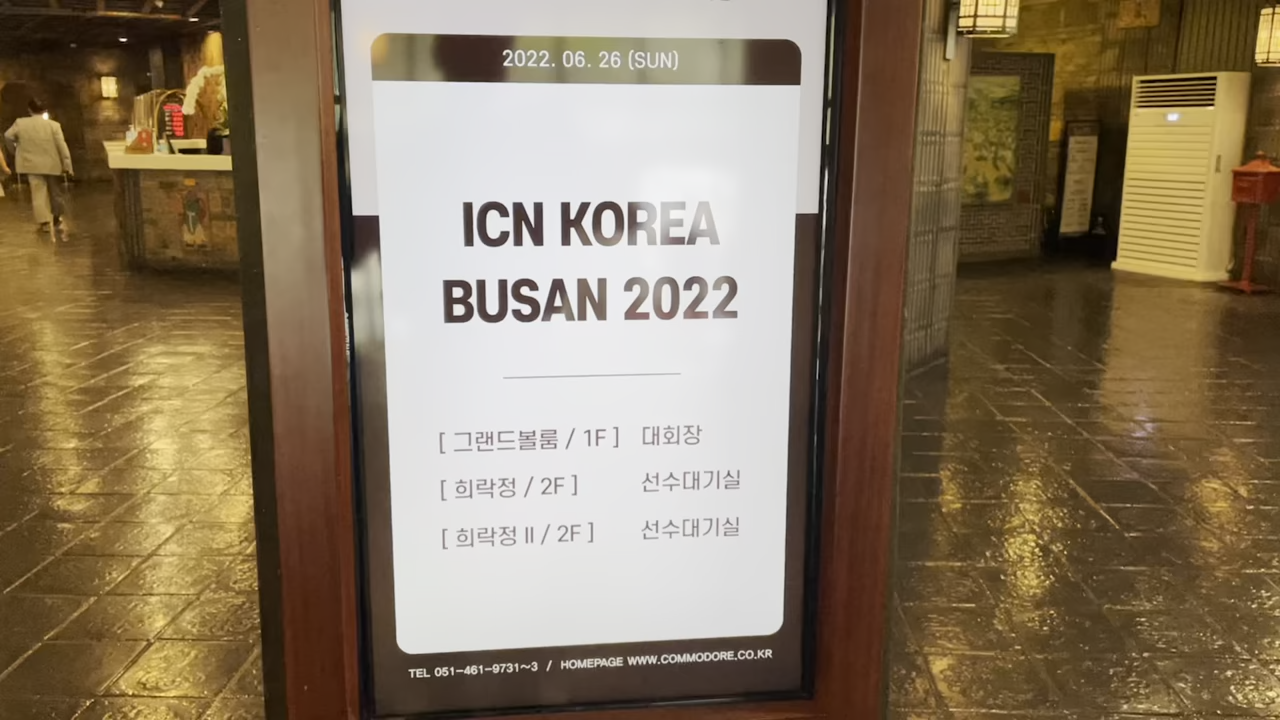 2022. 06. 26 (SUN)
ICN KOREA
BUSAN 2022
[ 그랜드볼룸 / 1F ] 대회장
[ 희락정 / 2F ] 선수대기실
[ 희락정 II / 2F ] 선수대기실
TEL 051-461-9731~3 / HOMEPAGE WWW.COMMODORE.CO.KR